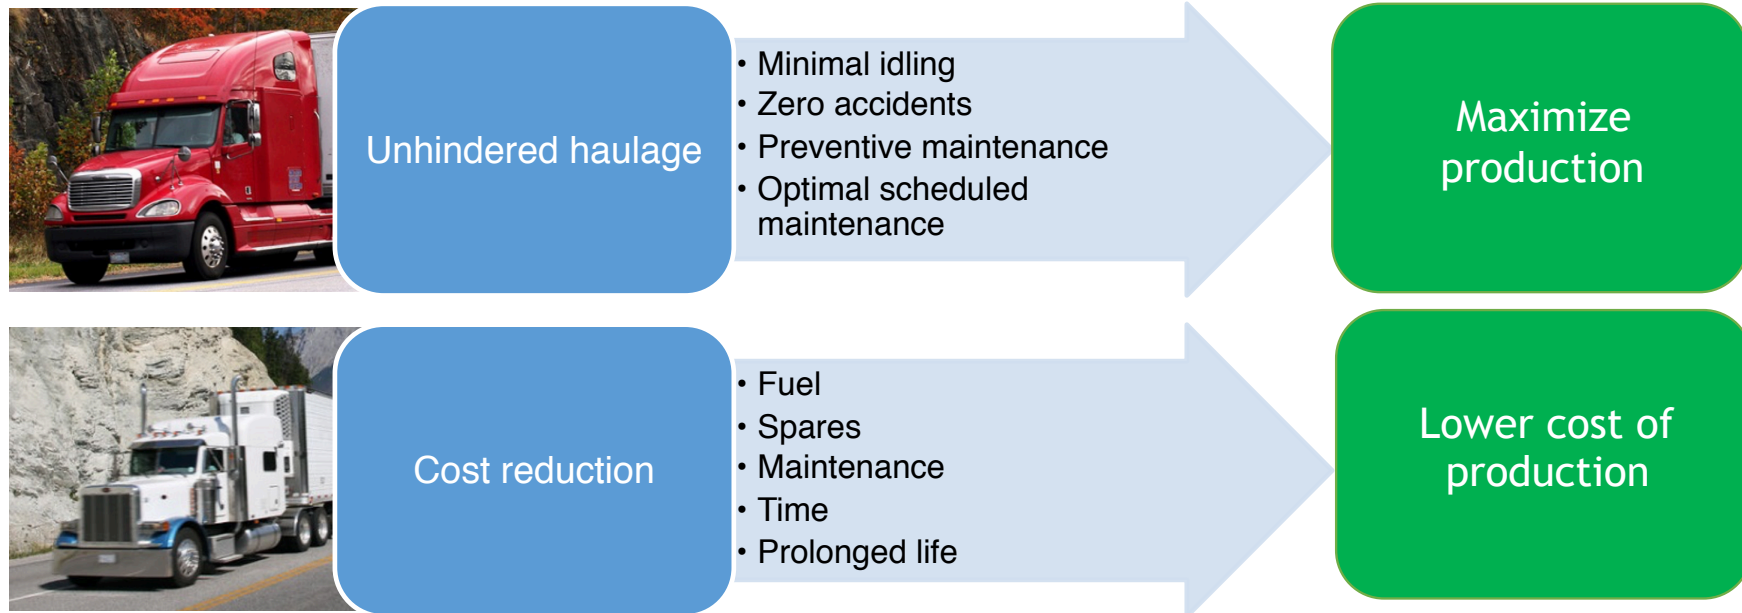 Unhindered haulage
• Minimal idling
• Zero accidents
• Preventive maintenance
• Optimal scheduled
maintenance
Maximize
production
Cost reduction
• Fuel
• Spares
• Maintenance
• Time
• Prolonged life
Lower cost of
production